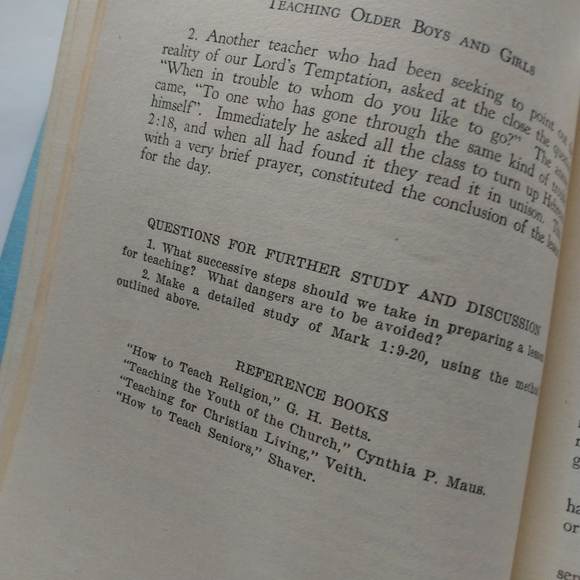 TEACHING OLDER BOYS AND GIRLS
2. Another teacher who had been seeking to point out
reality of our Lord's Temptation, asked at the close the
"When in trouble to whom do you like to go?" The
came, "To one who has gone through the same kind of
himself". Immediately he asked all the class to turn up
2:18, and when all had found it they read it in unison.
with a very brief prayer, constituted the conclusion of the
for the day.
QUESTIONS FOR FURTHER STUDY AND DISCUSSION
1. What successive steps should we take in preparing a
for teaching? What dangers are to be avoided?
2. Make a detailed study of Mark 1:9-20, using the
outlined above.
REFERENCE BOOKS
"How to Teach Religion," G. H. Betts.
"Teaching the Youth of the Church," Cynthia P. Maus.
"Teaching for Christian Living," Veith.
"How to Teach Seniors," Shaver.